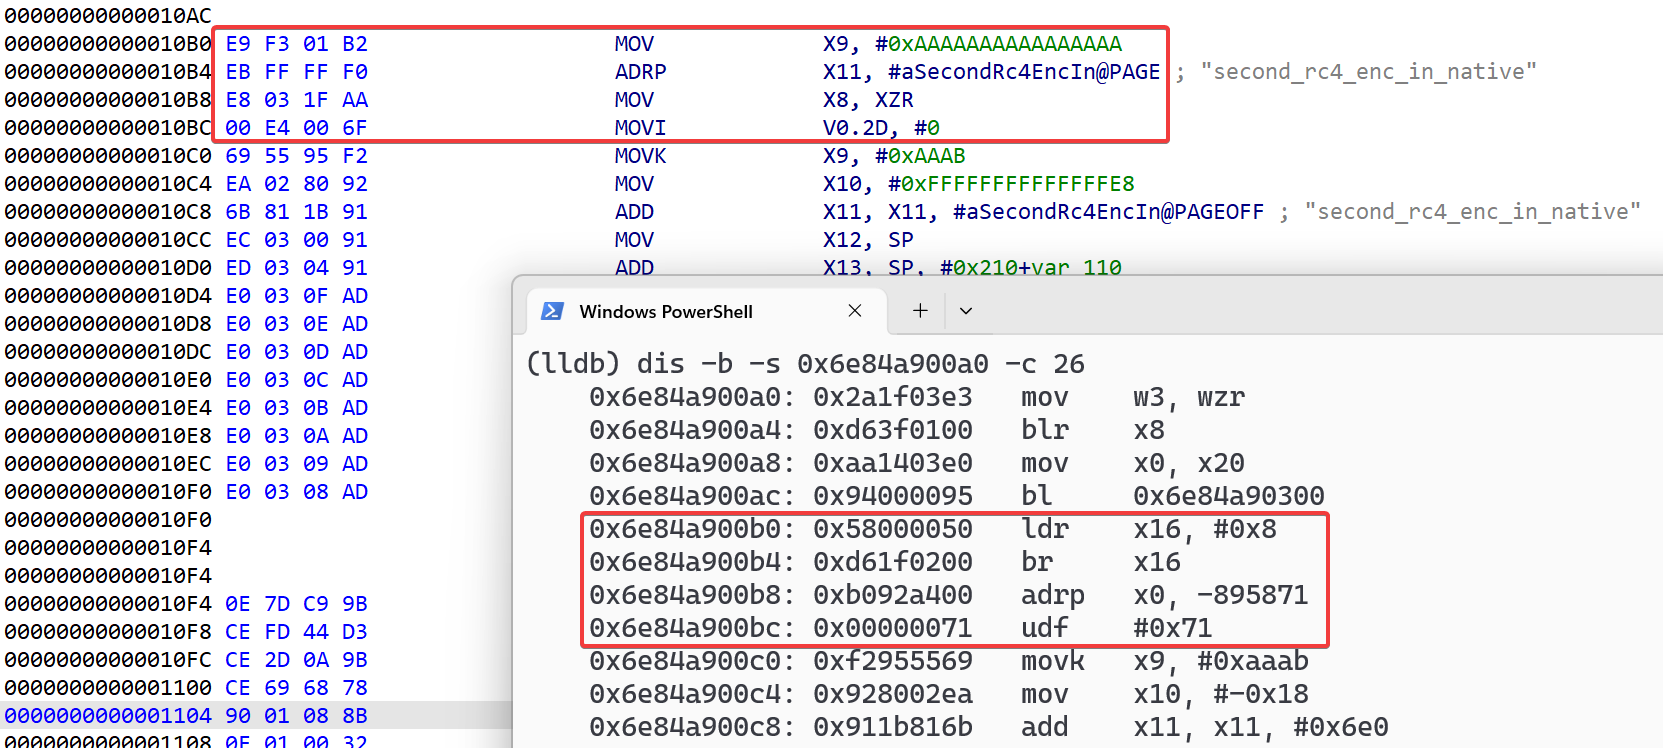 00000000000010AC
00000000000010B0 E9 F3 01 B2 MOV X9, #0xAAAAAAAAAAAAAAAA
00000000000010B4 EB FF FF F0 ADRP X11, #aSecondRc4EncIn@PAGE ; "second_rc4_enc_in_native"
00000000000010B8 E8 03 1F AA MOV X8, XZR
00000000000010BC 00 E4 00 6F MOVI V0.2D, #0
00000000000010C0 69 55 95 F2 MOVK X9, #0xAAAB
00000000000010C4 EA 02 80 92 MOV X10, #0xFFFFFFFFFFFFFFE8
00000000000010C8 6B 81 1B 91 ADD X11, X11, #aSecondRc4EncIn@PAGEOFF ; "second_rc4_enc_in_native"
00000000000010CC EC 03 00 91 MOV X12, SP
00000000000010D0 ED 03 04 91 ADD X13, SP, #0x210+var_110
00000000000010D4 E0 03 0F AD
00000000000010D8 E0 03 0E AD
00000000000010DC E0 03 0D AD
00000000000010E0 E0 03 0C AD
00000000000010E4 E0 03 0B AD
00000000000010E8 E0 03 0A AD
00000000000010EC E0 03 09 AD
00000000000010F0 E0 03 08 AD
00000000000010F0
00000000000010F4
00000000000010F4
00000000000010F4 0E 7D C9 9B
00000000000010F8 CE FD 44 D3
00000000000010FC CE 2D 0A 9B
0000000000001100 CE 69 68 78
0000000000001104 90 01 08 8B
0000000000001108 0F 01 00 32
Windows PowerShell
(lldb) dis -b -s 0x6e84a900a0 -c 26
0x6e84a900a0: 0x2a1f03e3 mov w3, wzr
0x6e84a900a4: 0xd63f0100 blr x8
0x6e84a900a8: 0xaa1403e0 mov x0, x20
0x6e84a900ac: 0x94000095 bl 0x6e84a90300
0x6e84a900b0: 0x58000050 ldr x16, #0x8
0x6e84a900b4: 0xd61f0200 br x16
0x6e84a900b8: 0xb092a400 adrp x0, -895871
0x6e84a900bc: 0x00000071 udf #0x71
0x6e84a900c0: 0xf2955569 movk x9, #0xaaab
0x6e84a900c4: 0x928002ea mov x10, #-0x18
0x6e84a900c8: 0x911b816b add x11, x11, #0x6e0